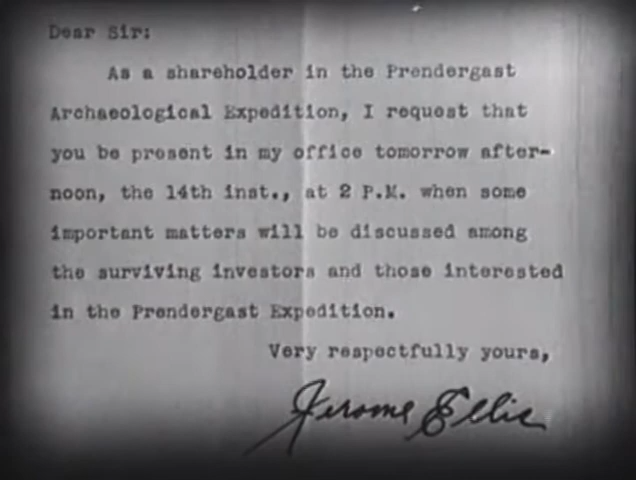 Dear Sir:
As a shareholder in the Prendergast
Archaeological Expedition, I request that
you be present in my office tomorrow after-
noon, the 14th inst., at 2 P.M. when some
important matters will be discussed among
the surviving investors and those interested
in the Prendergast Expedition.
Very respectfully yours,
Jerome Ellis